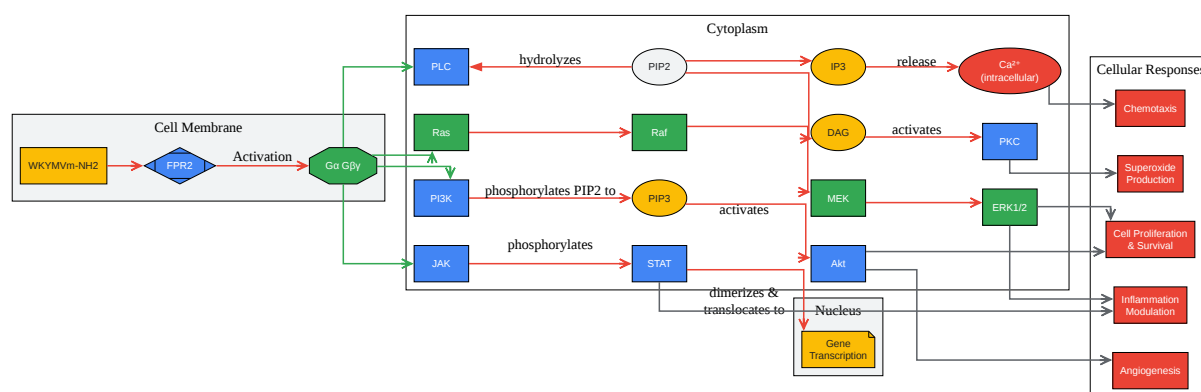 Cytoplasm
Cellular Responses
Cell Membrane
Nucleus
WKYMVm-NH2
FPR2
Activation
Gα Gβγ
PLC
hydrolyzes
PIP2
IP3
release
Ca²⁺
(intracellular)
Chemotaxis
Ras
Raf
DAG
activates
PKC
Superoxide
Production
PI3K
phosphorylates PIP2 to
PIP3
activates
MEK
ERK1/2
Cell Proliferation
& Survival
JAK
phosphorylates
STAT
Akt
dimerizes &
translocates to
Inflammation
Modulation
Gene
Transcription
Angiogenesis